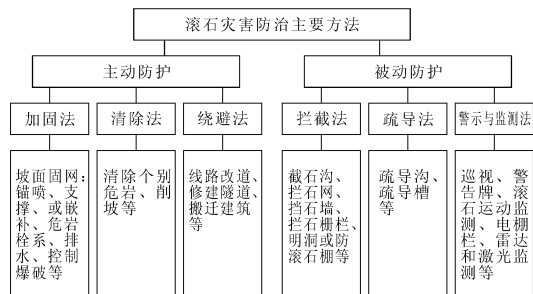 滚石灾害防治主要方法
主动防护
被动防护
加固法
清除法
绕避法
拦截法
疏导法
警示与监测法
坡面固网:
锚喷、支
撑、或嵌
补、危岩
栓系、排
水、控制
爆破等
清除个别
危岩、削
坡等
线路改道、
修建隧道、
搬迁建筑
等
截石沟、
拦石网、
挡石墙、
拦石栅栏、
明洞或防
滚石棚等
疏导沟、
疏导槽
等
巡视、警
告牌、滚
石运动监
测、电栅
栏、雷达
和激光监
测等